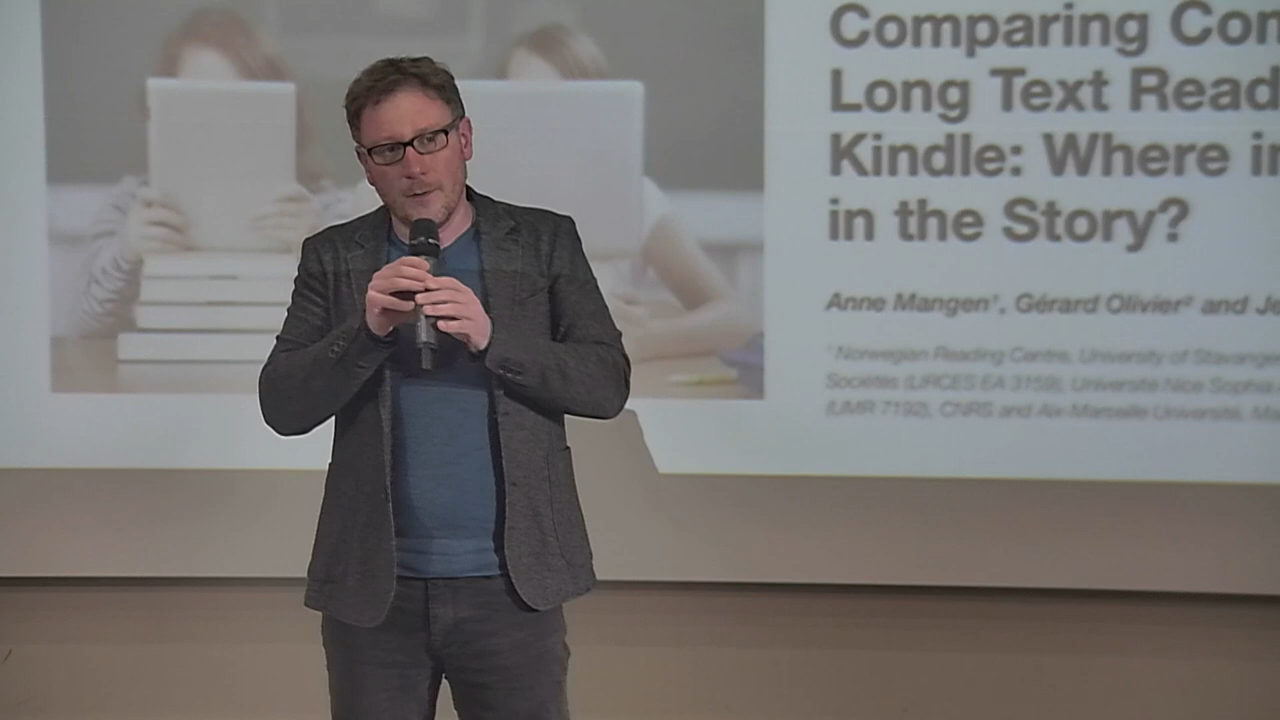 Comparing Con
Long Text Read
Kindle: Where in
in the Story?
Anne Mangen¹, Gérard Olivier² and Je
¹ Norwegian Reading Centre, University of Stavange
Sociétés (LIRCES EA 3159), Université Nice Sophia
(UMR 7192), CNRS and Aix-Marseille Université, Ma